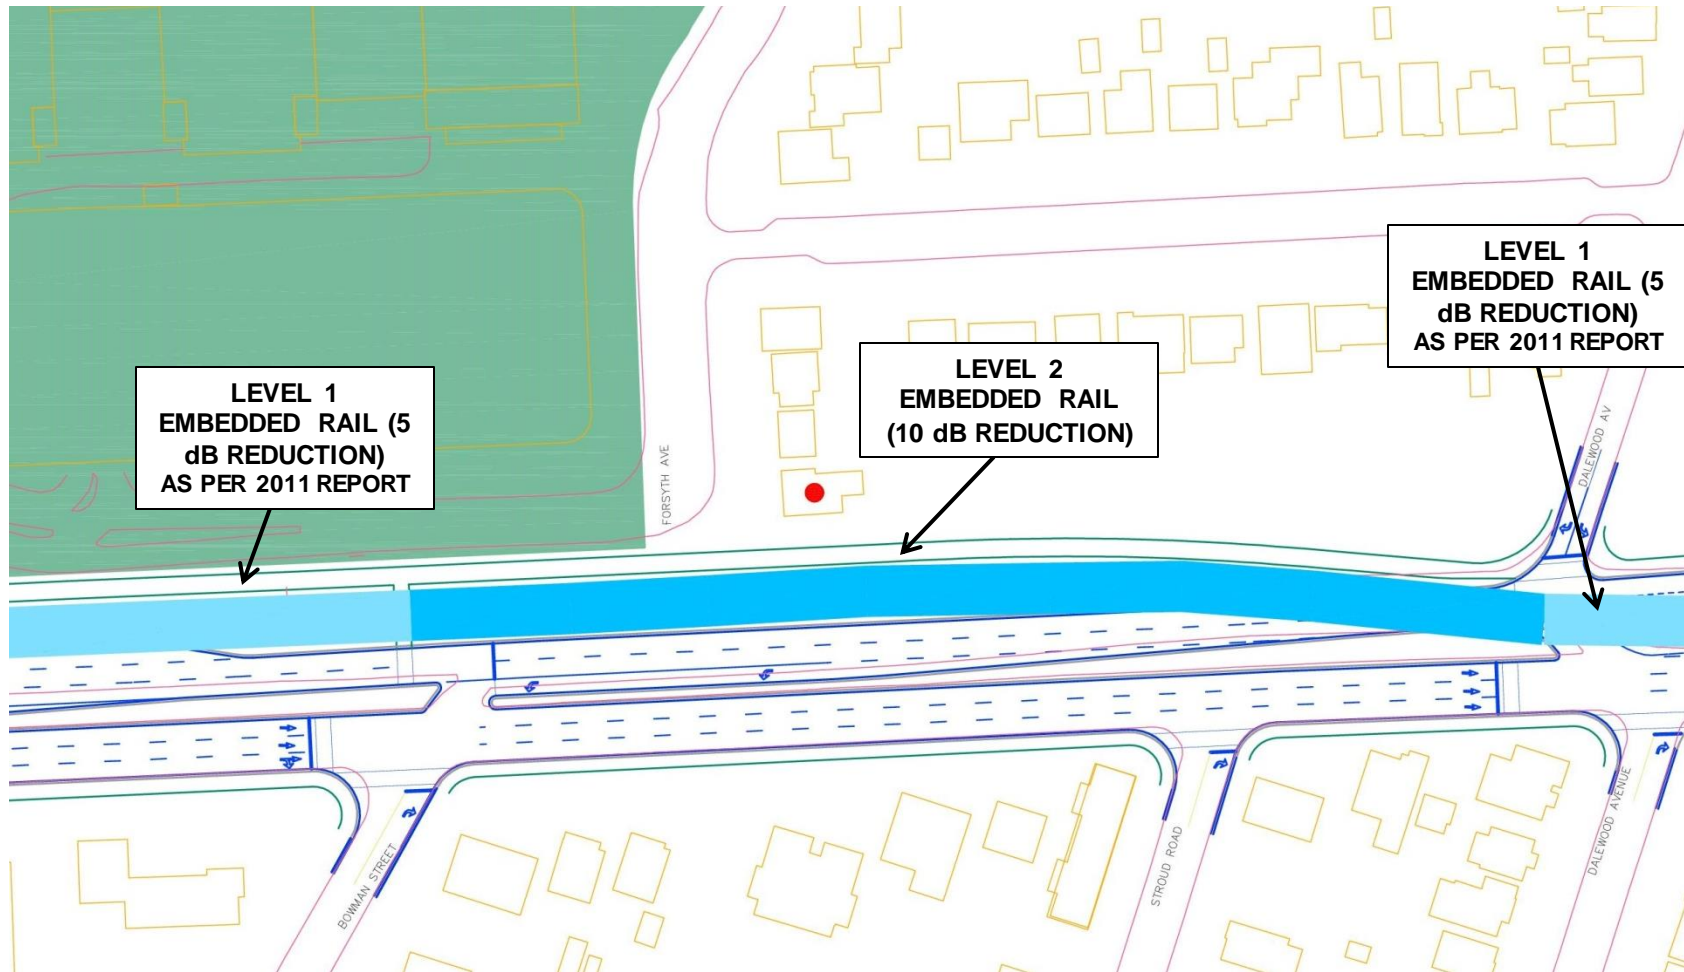 LEVEL 1
EMBEDDED RAIL (5
dB REDUCTION)
AS PER 2011 REPORT
LEVEL 2
EMBEDDED RAIL
(10 dB REDUCTION)
LEVEL 1
EMBEDDED RAIL (5
dB REDUCTION)
AS PER 2011 REPORT
FORSYTH AVE
DALEWOOD AV
BOWMAN STREET
STROUD ROAD
DALEWOOD AVENUE